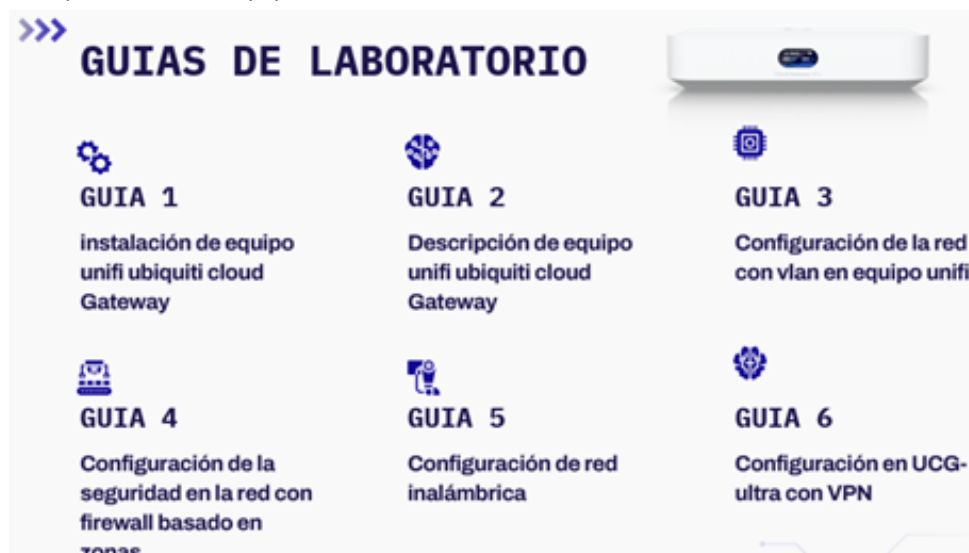 GUIAS DE LABORATORIO
GUIA 1
instalación de equipo
unifi ubiquiti cloud
Gateway
GUIA 2
Descripción de equipo
unifi ubiquiti cloud
Gateway
GUIA 3
Configuración de la red
con vlan en equipo unifi
GUIA 4
Configuración de la
seguridad en la red con
firewall basado en
zonas
GUIA 5
Configuración de red
inalámbrica
GUIA 6
Configuración en UCG-
ultra con VPN